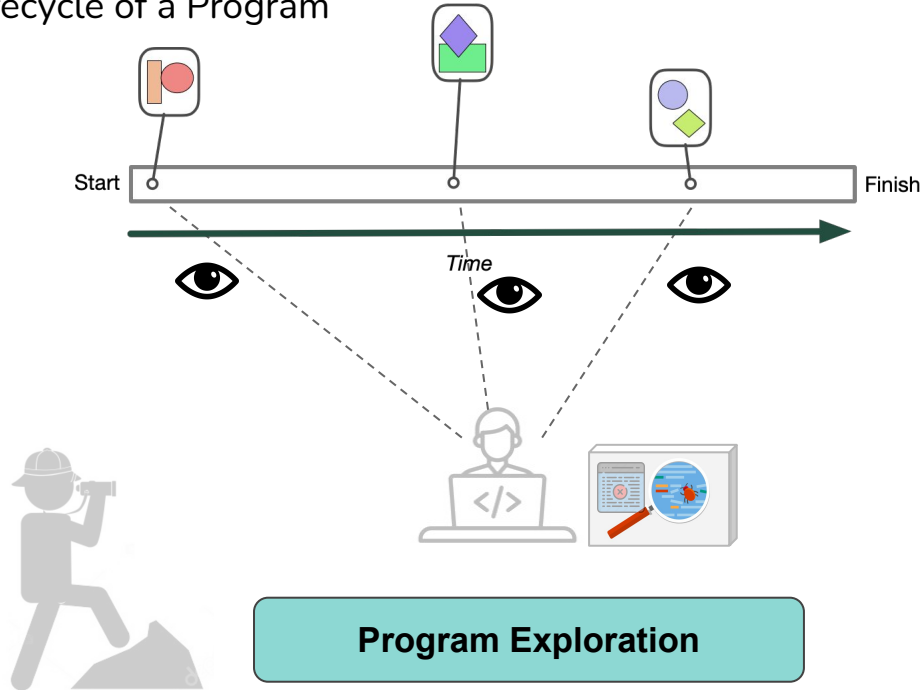 ecycle of a Program
Start
Finish
Time
</>
Program Exploration